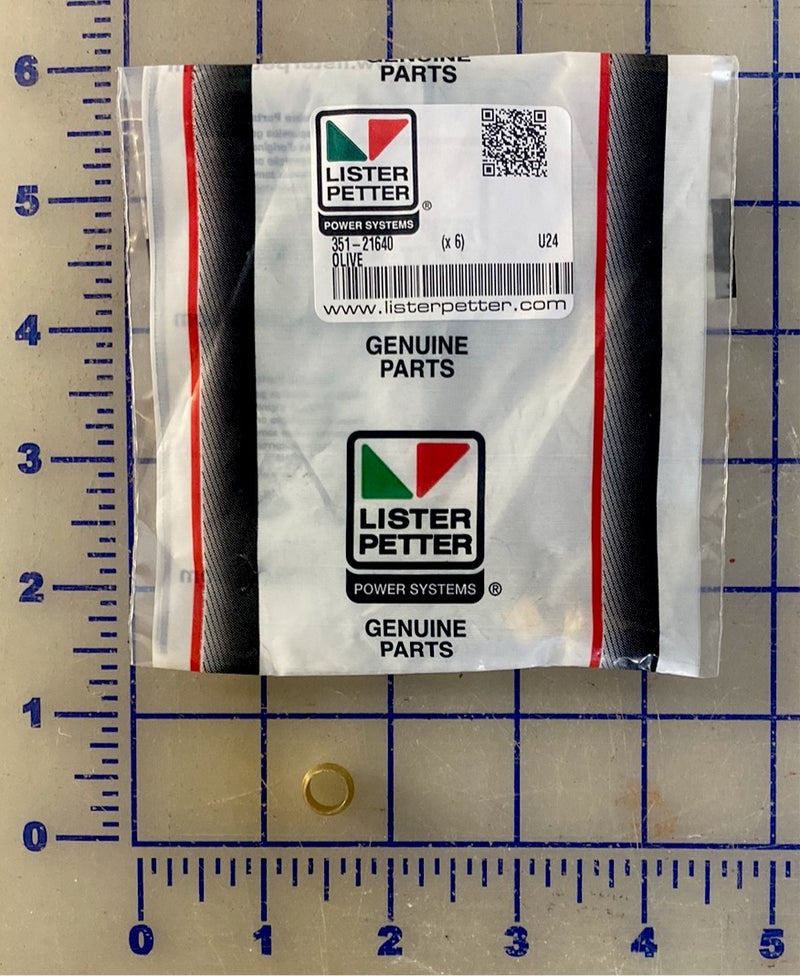 6
GENUINE
PARTS
LISTER
PETTER
®
POWER SYSTEMS
351-21640 (x 6) U24
OLIVE
www.listerpetter.com
5
4
GENUINE
PARTS
3
LISTER
PETTER
2
POWER SYSTEMS ®
GENUINE
PARTS
1
0
0 1 2 3 4 5